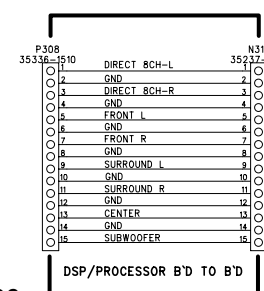 P308 N31
35336-1510 35237-
1 DIRECT 8CH-L 1
2 GND 2
3 DIRECT 8CH-R 3
4 GND 4
5 FRONT L 5
6 GND 6
7 FRONT R 7
8 GND 8
9 SURROUND L 9
10 GND 10
11 SURROUND R 11
12 GND 12
13 CENTER 13
14 GND 14
15 SUBWOOFER 15
DSP/PROCESSOR B'D TO B'D